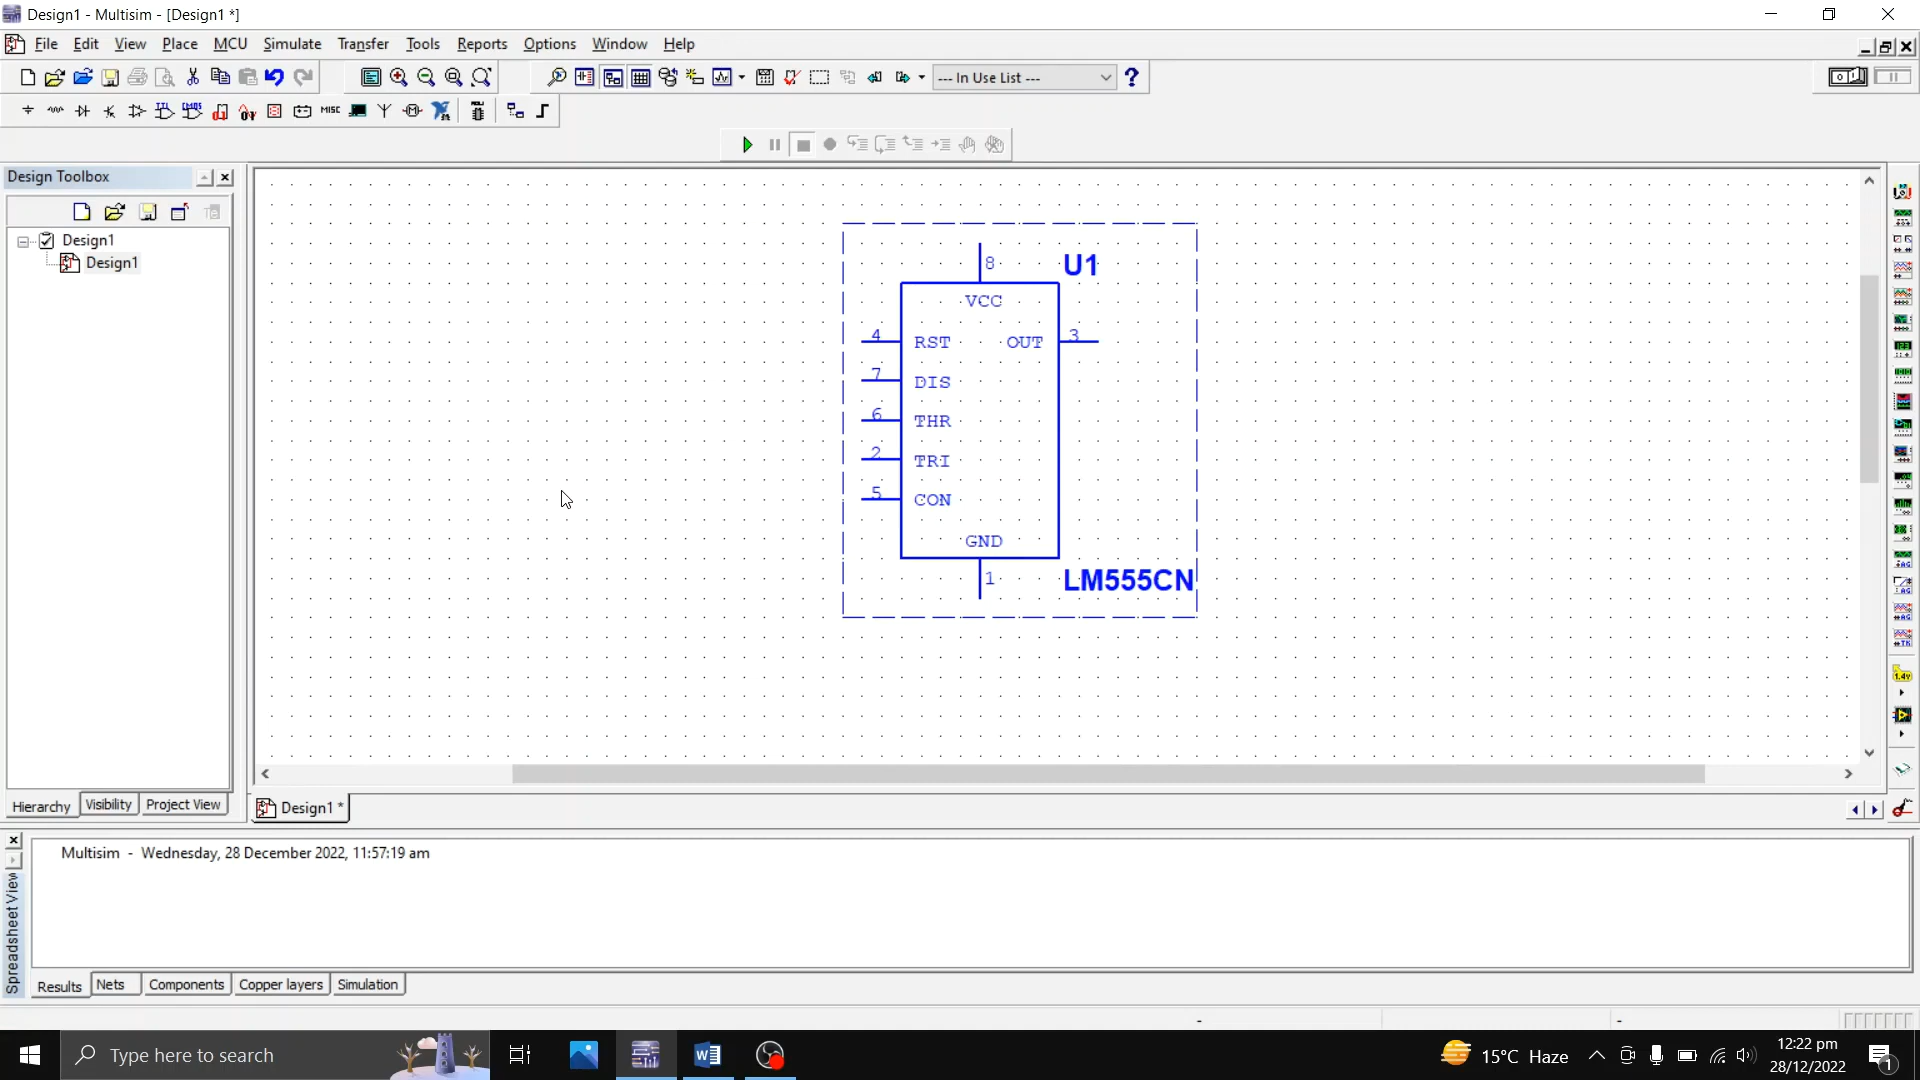 Design1 - Multisim - [Design1 *]
File Edit View Place MCU Simulate Transfer Tools Reports Options Window Help
--- In Use List ---
MISC
Design Toolbox
Design1
Design1
8
U1
VCC
4 RST OUT 3
7 DIS
6 THR
2 TRI
5 CON
GND
1
LM555CN
Hierarchy Visibility Project View
Design1 *
Spreadsheet View
Multisim - Wednesday, 28 December 2022, 11:57:19 am
Results Nets Components Copper layers Simulation
- -
Type here to search
15°C Haze
12:22 pm
28/12/2022
1